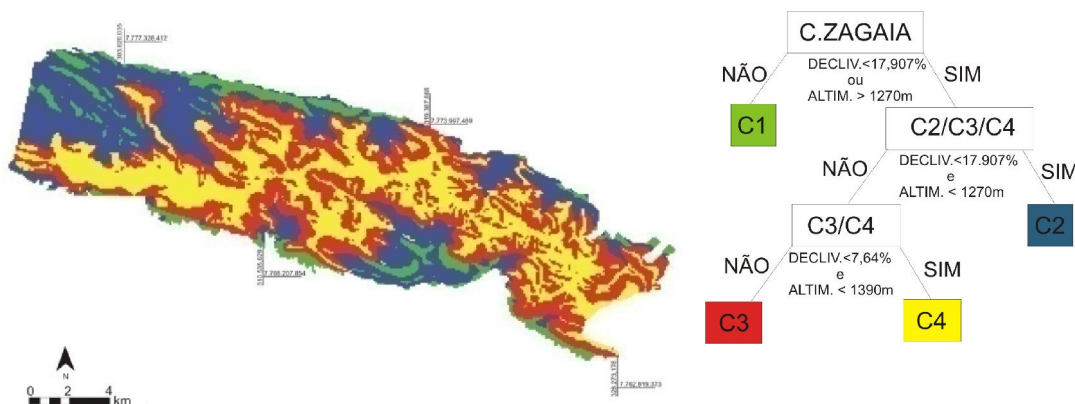 7.777.328,412
7.773.997,469
7.768.207,854
7.762.819,373
N
0 2 4
km
C.ZAGAIA
NÃO
DECLIV.<17,907%
ou
ALTIM. > 1270m
SIM
C1
C2/C3/C4
NÃO
DECLIV.<17.907%
e
ALTIM. < 1270m
SIM
C3/C4
C2
NÃO
DECLIV.<7,64%
e
ALTIM. < 1390m
SIM
C3
C4